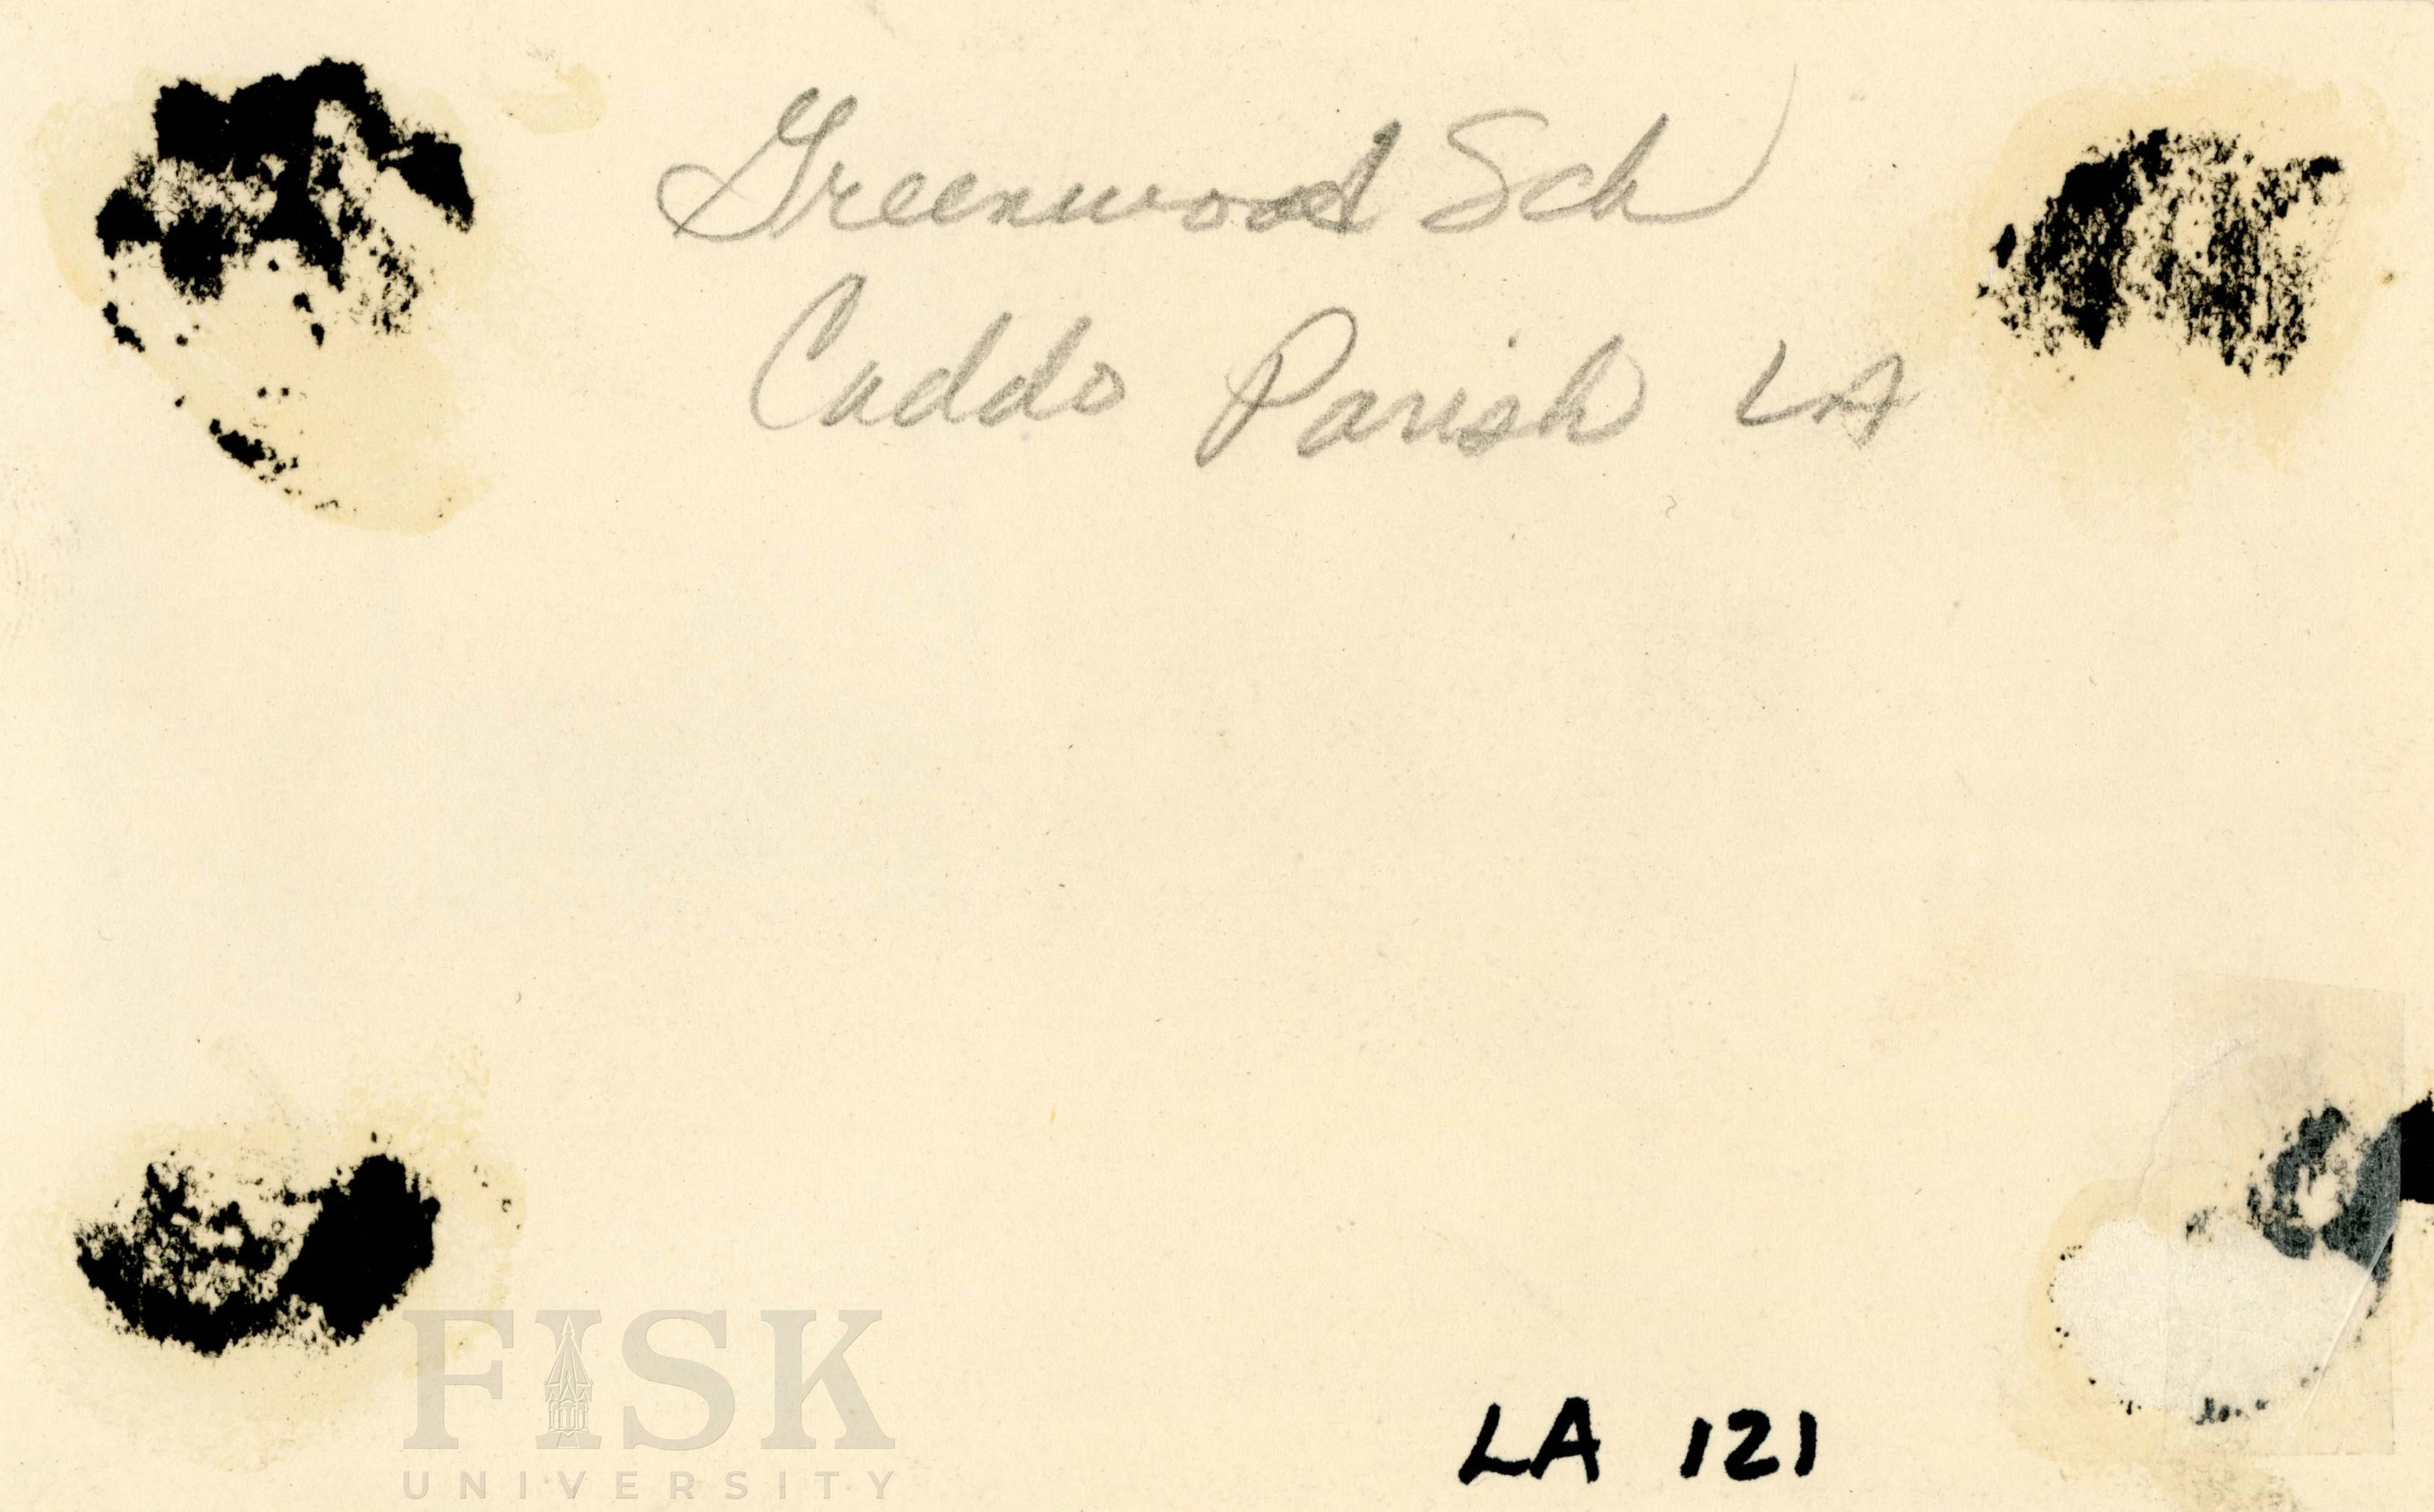 Greenwood Sch
Caddo Parish LA
FISK
UNIVERSITY
LA 121